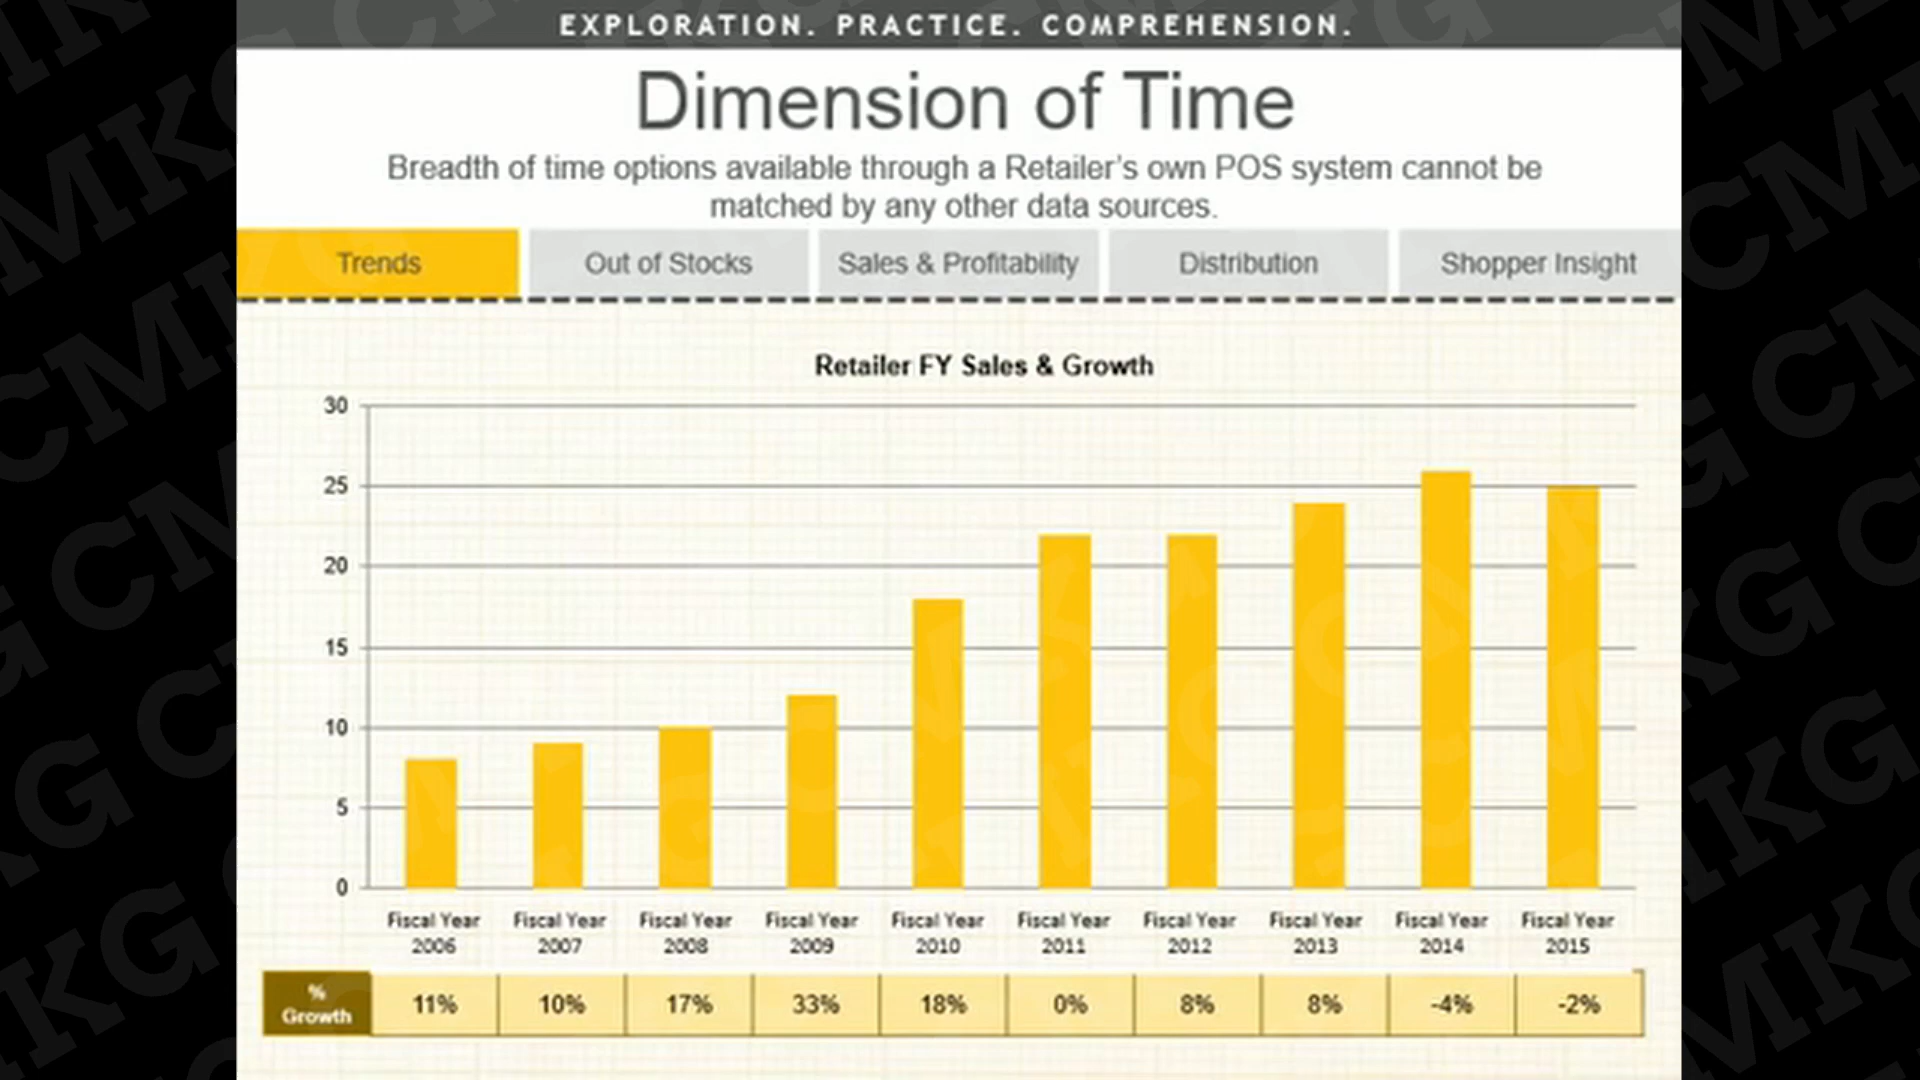 EXPLORATION. PRACTICE. COMPREHENSION.
Dimension of Time
Breadth of time options available through a Retailer's own POS system cannot be
matched by any other data sources.
Trends Out of Stocks Sales & Profitability Distribution Shopper Insight
Retailer FY Sales & Growth
30
25
20
15
10
5
0
Fiscal Year Fiscal Year Fiscal Year Fiscal Year Fiscal Year Fiscal Year Fiscal Year Fiscal Year Fiscal Year Fiscal Year
2006 2007 2008 2009 2010 2011 2012 2013 2014 2015
%
Growth
11% 10% 17% 33% 18% 0% 8% 8% -4% -2%
CMKG